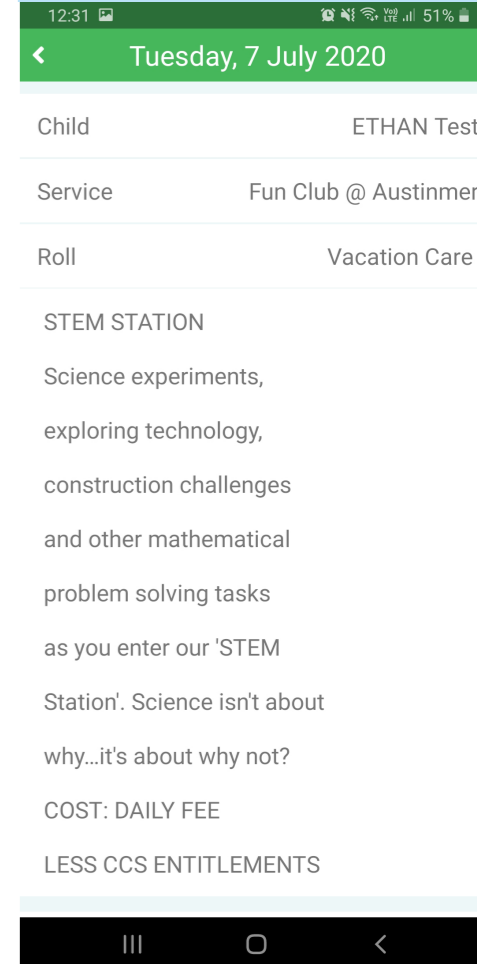 12:31 51%
Tuesday, 7 July 2020
Child ETHAN Test
Service Fun Club @ Austinmer
Roll Vacation Care
STEM STATION
Science experiments,
exploring technology,
construction challenges
and other mathematical
problem solving tasks
as you enter our 'STEM
Station'. Science isn't about
why...it's about why not?
COST: DAILY FEE
LESS CCS ENTITLEMENTS